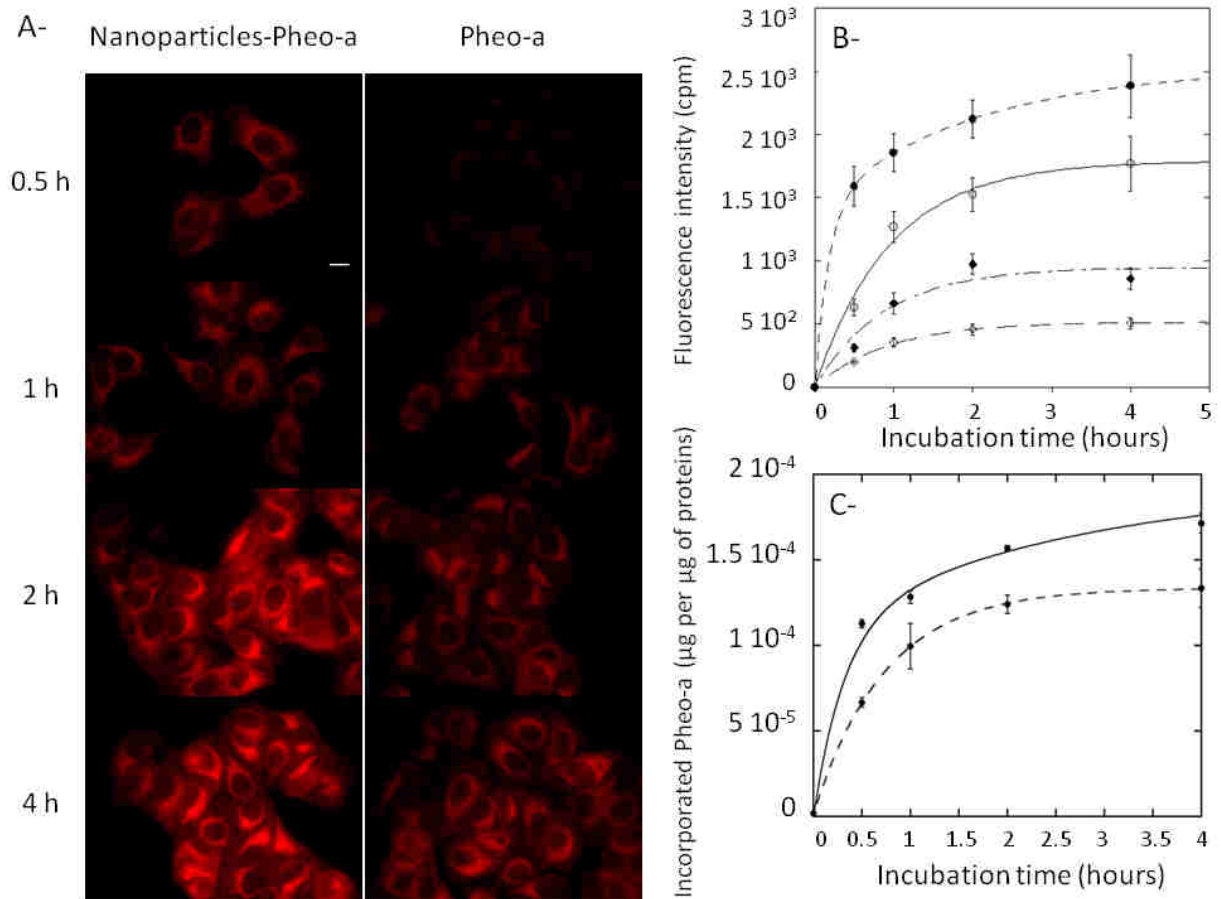 A-
Nanoparticles-Pheo-a
Pheo-a
0.5 h
1 h
2 h
4 h
B-
Fluorescence intensity (cpm)
3 10³
2.5 10³
2 10³
1.5 10³
1 10³
5 10²
0
0 1 2 3 4 5
Incubation time (hours)
C-
Incorporated Pheo-a (µg per µg of proteins)
2 10⁻⁴
1.5 10⁻⁴
1 10⁻⁴
5 10⁻⁵
0
0 0.5 1 1.5 2 2.5 3 3.5 4
Incubation time (hours)